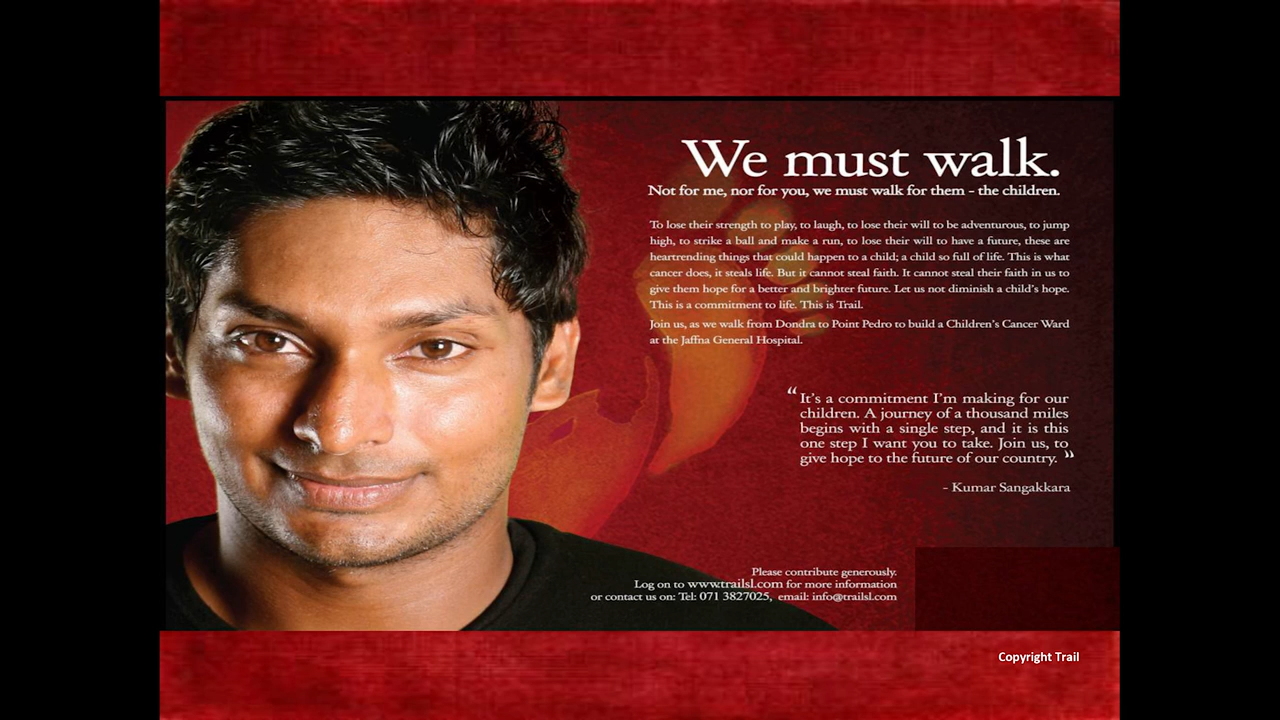 We must walk.
Not for me, nor for you, we must walk for them - the children.
To lose their strength to play, to laugh, to lose their will to be adventurous, to jump
high, to strike a ball and make a run, to lose their will to have a future, these are
heartrending things that could happen to a child; a child so full of life. This is what
cancer does, it steals life. But it cannot steal faith. It cannot steal their faith in us to
give them hope for a better and brighter future. Let us not diminish a child's hope.
This is a commitment to life. This is Trail.
Join us, as we walk from Dondra to Point Pedro to build a Children's Cancer Ward
at the Jaffna General Hospital.
“ It's a commitment I'm making for our
children. A journey of a thousand miles
begins with a single step, and it is this
one step I want you to take. Join us, to
give hope to the future of our country. ”
- Kumar Sangakkara
Please contribute generously.
Log on to www.trailsl.com for more information
or contact us on: Tel: 071 3827025, email: info@trailsl.com
Copyright Trail